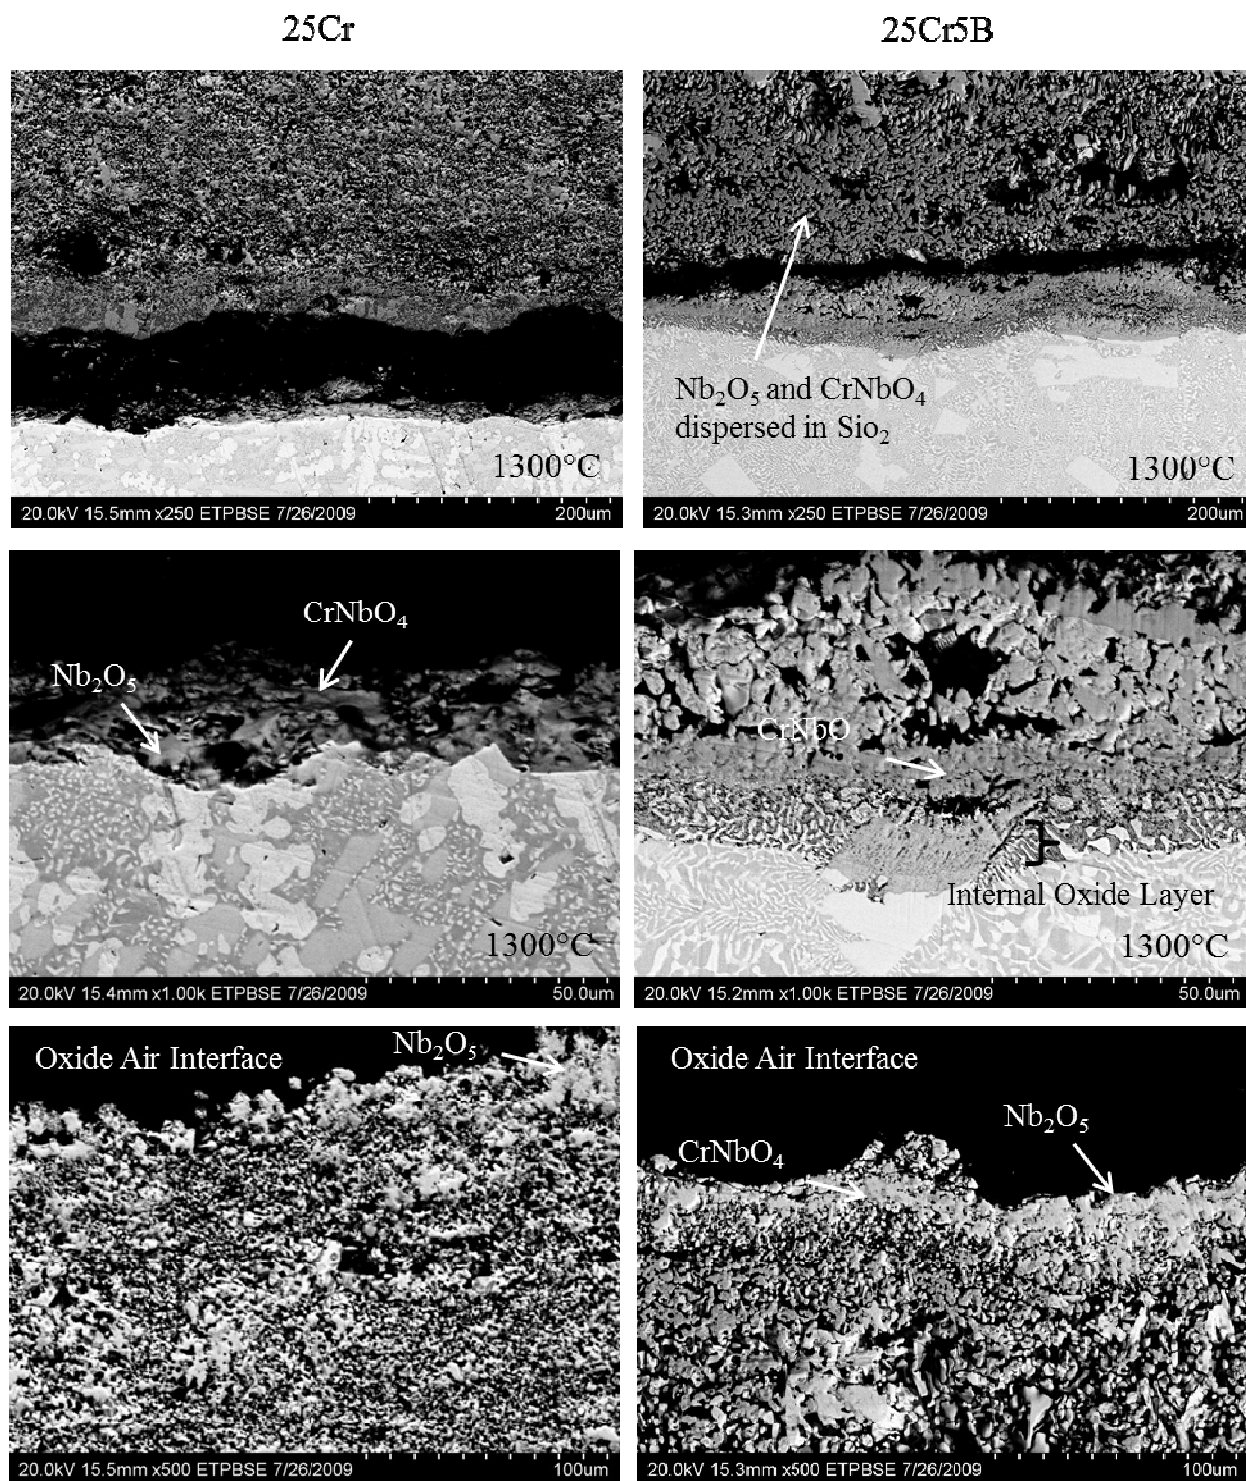 25Cr
25Cr5B
Nb₂O₅ and CrNbO₄
dispersed in Sio₂
1300°C
1300°C
20.0kV 15.5mm x250 ETPBSE 7/26/2009
200um
20.0kV 15.3mm x250 ETPBSE 7/26/2009
200um
CrNbO₄
Nb₂O₅
1300°C
20.0kV 15.4mm x1.00k ETPBSE 7/26/2009
50.0um
CrNbO
Internal Oxide Layer
1300°C
20.0kV 15.2mm x1.00k ETPBSE 7/26/2009
50.0um
Oxide Air Interface
Nb₂O₅
20.0kV 15.5mm x500 ETPBSE 7/26/2009
100um
Oxide Air Interface
Nb₂O₅
CrNbO₄
20.0kV 15.3mm x500 ETPBSE 7/26/2009
100um